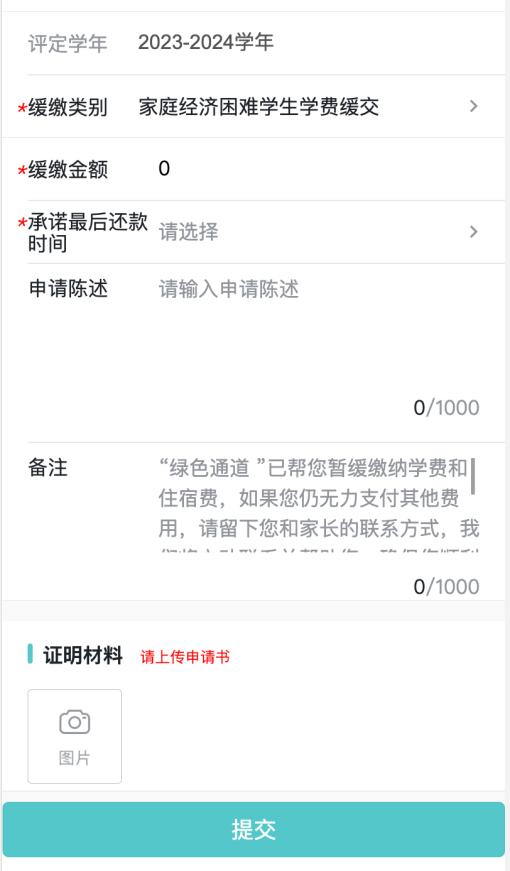 评定学年 2023-2024学年
*缓缴类别 家庭经济困难学生学费缓交
*缓缴金额 0
*承诺最后还款时间 请选择
申请陈述 请输入申请陈述
0/1000
备注 “绿色通道 ”已帮您暂缓缴纳学费和
住宿费，如果您仍无力支付其他费
用，请留下您和家长的联系方式，我
0/1000
证明材料 请上传申请书
图片
提交